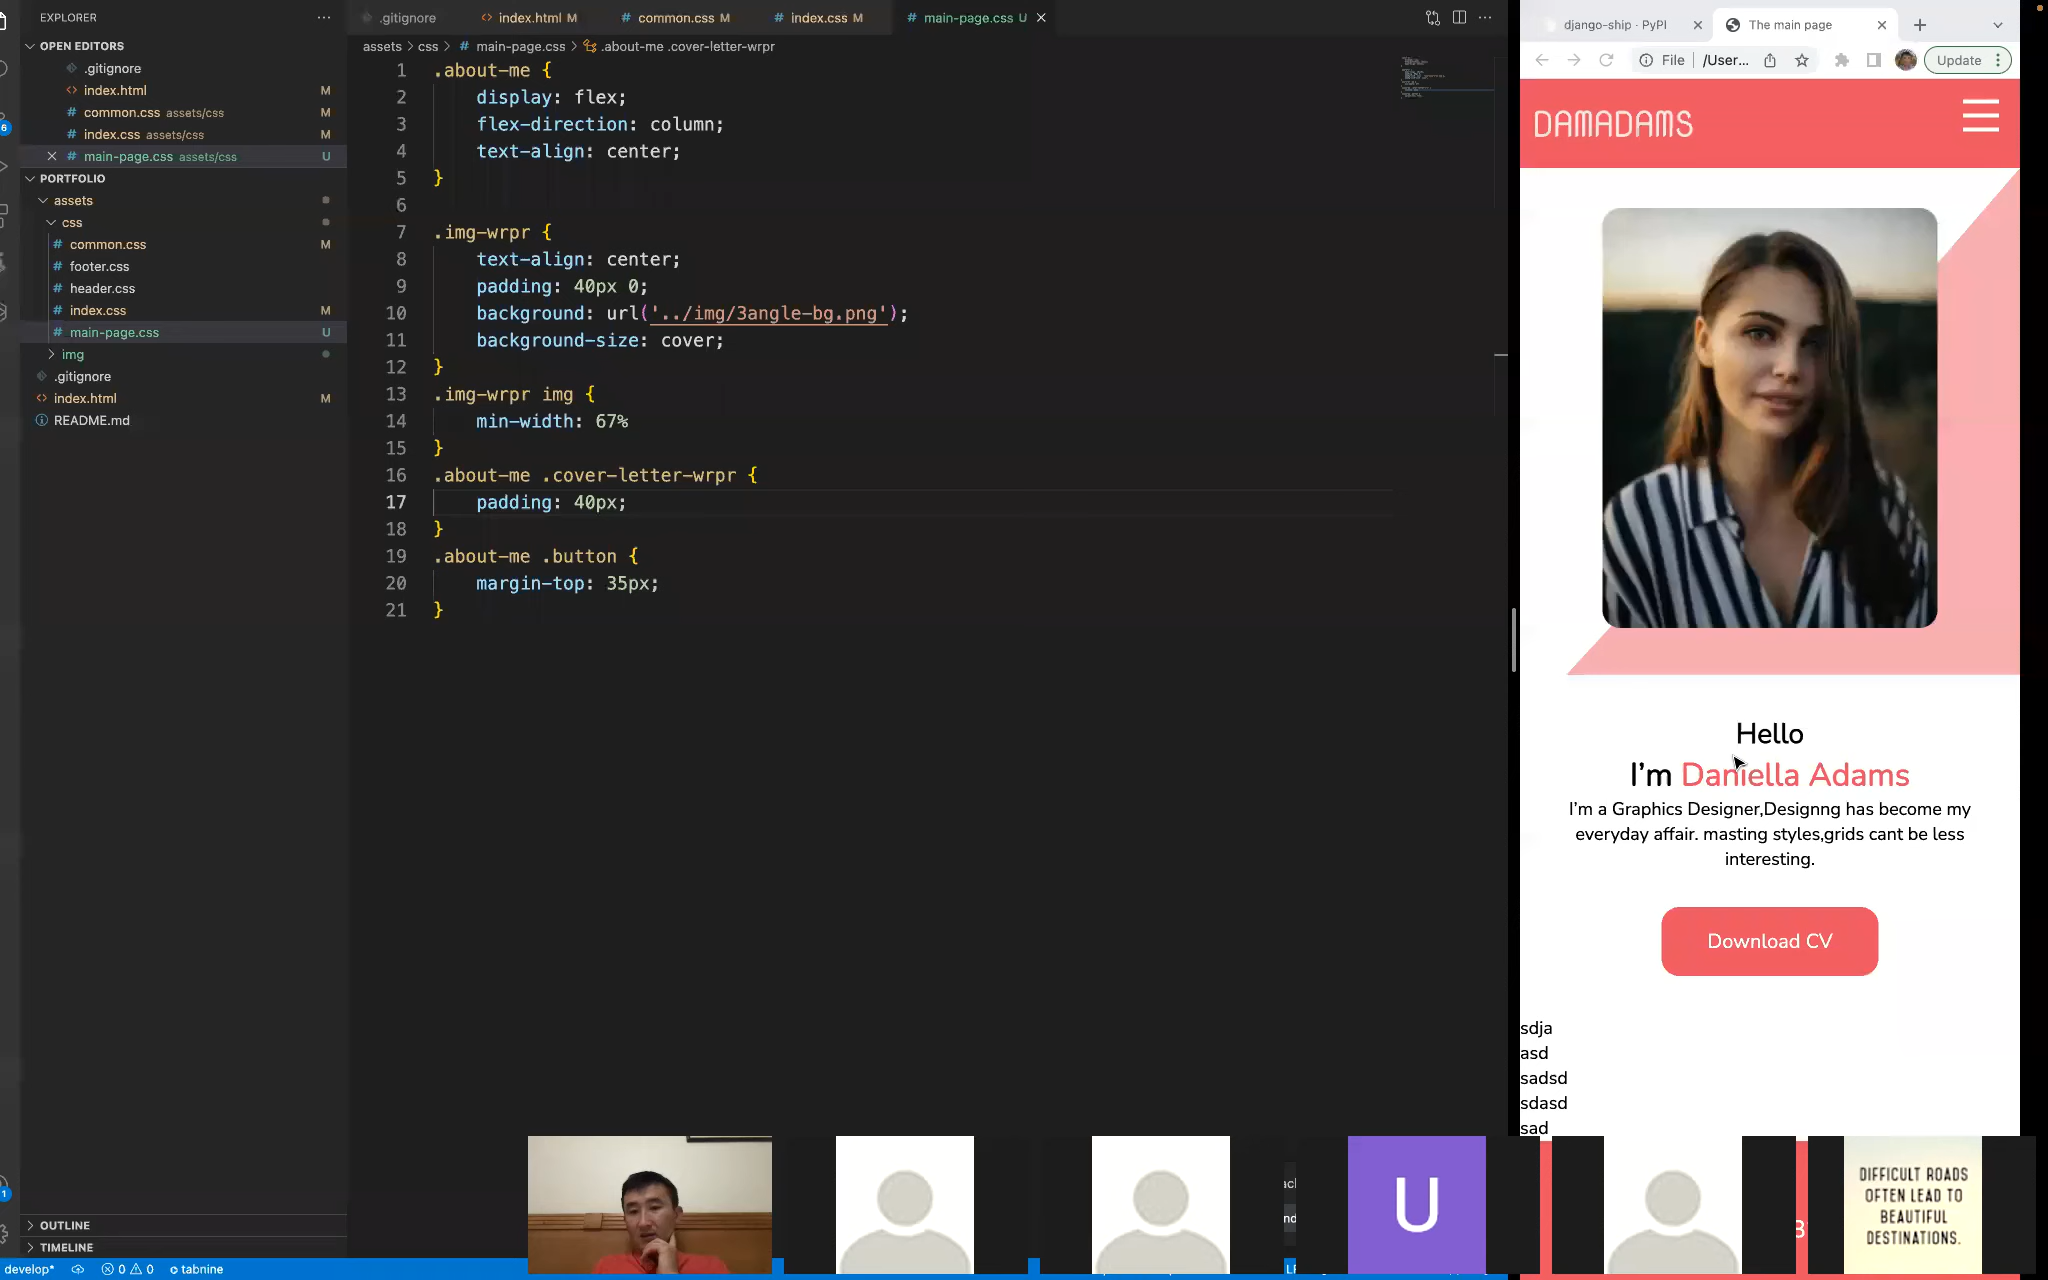 EXPLORER
OPEN EDITORS
.gitignore
index.html M
common.css assets/css M
index.css assets/css M
main-page.css assets/css U
PORTFOLIO
assets
css
common.css M
footer.css
header.css
index.css M
main-page.css U
img
.gitignore
index.html M
README.md
OUTLINE
TIMELINE
.gitignore
index.html M
common.css M
index.css M
main-page.css U
assets > css > # main-page.css > .about-me .cover-letter-wrpr
1 .about-me {
2 display: flex;
3 flex-direction: column;
4 text-align: center;
5 }
6
7 .img-wrpr {
8 text-align: center;
9 padding: 40px 0;
10 background: url('../img/3angle-bg.png');
11 background-size: cover;
12 }
13 .img-wrpr img {
14 min-width: 67%
15 }
16 .about-me .cover-letter-wrpr {
17 padding: 40px;
18 }
19 .about-me .button {
20 margin-top: 35px;
21 }
develop* 0 0 tabnine
django-ship · PyPI
The main page
File /User...
Update
DAMADAMS
Hello
I'm Daniella Adams
I'm a Graphics Designer,Designng has become my
everyday affair. masting styles,grids cant be less
interesting.
Download CV
sdja
asd
sadsd
sdasd
sad
U
DIFFICULT ROADS
OFTEN LEAD TO
BEAUTIFUL
DESTINATIONS.